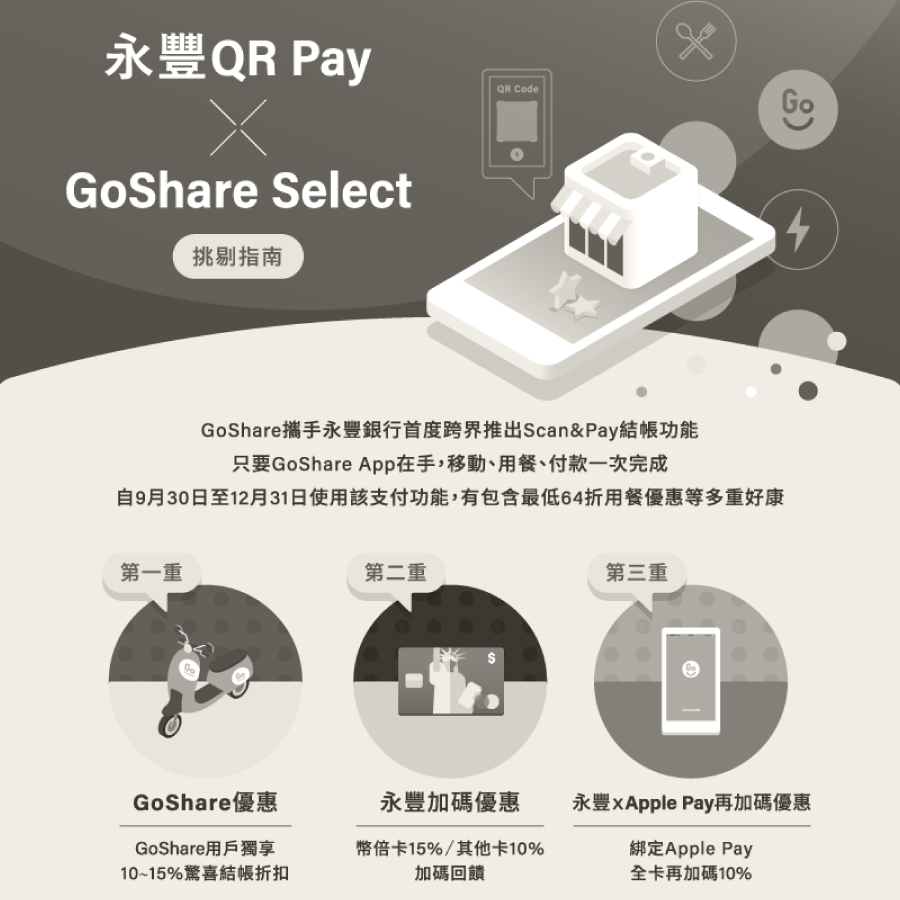 永豐QR Pay
QR Code
Go
GoShare Select
挑剔指南
GoShare攜手永豐銀行首度跨界推出Scan&Pay結帳功能
只要GoShare App在手,移動、用餐、付款一次完成
自9月30日至12月31日使用該支付功能,有包含最低64折用餐優惠等多重好康
第一重
第二重
第三重
Go
Go
$
Go
GoShare優惠
永豐加碼優惠
永豐xApple Pay再加碼優惠
GoShare用戶獨享
10~15%驚喜結帳折扣
幣倍卡15%/其他卡10%
加碼回饋
綁定Apple Pay
全卡再加碼10%